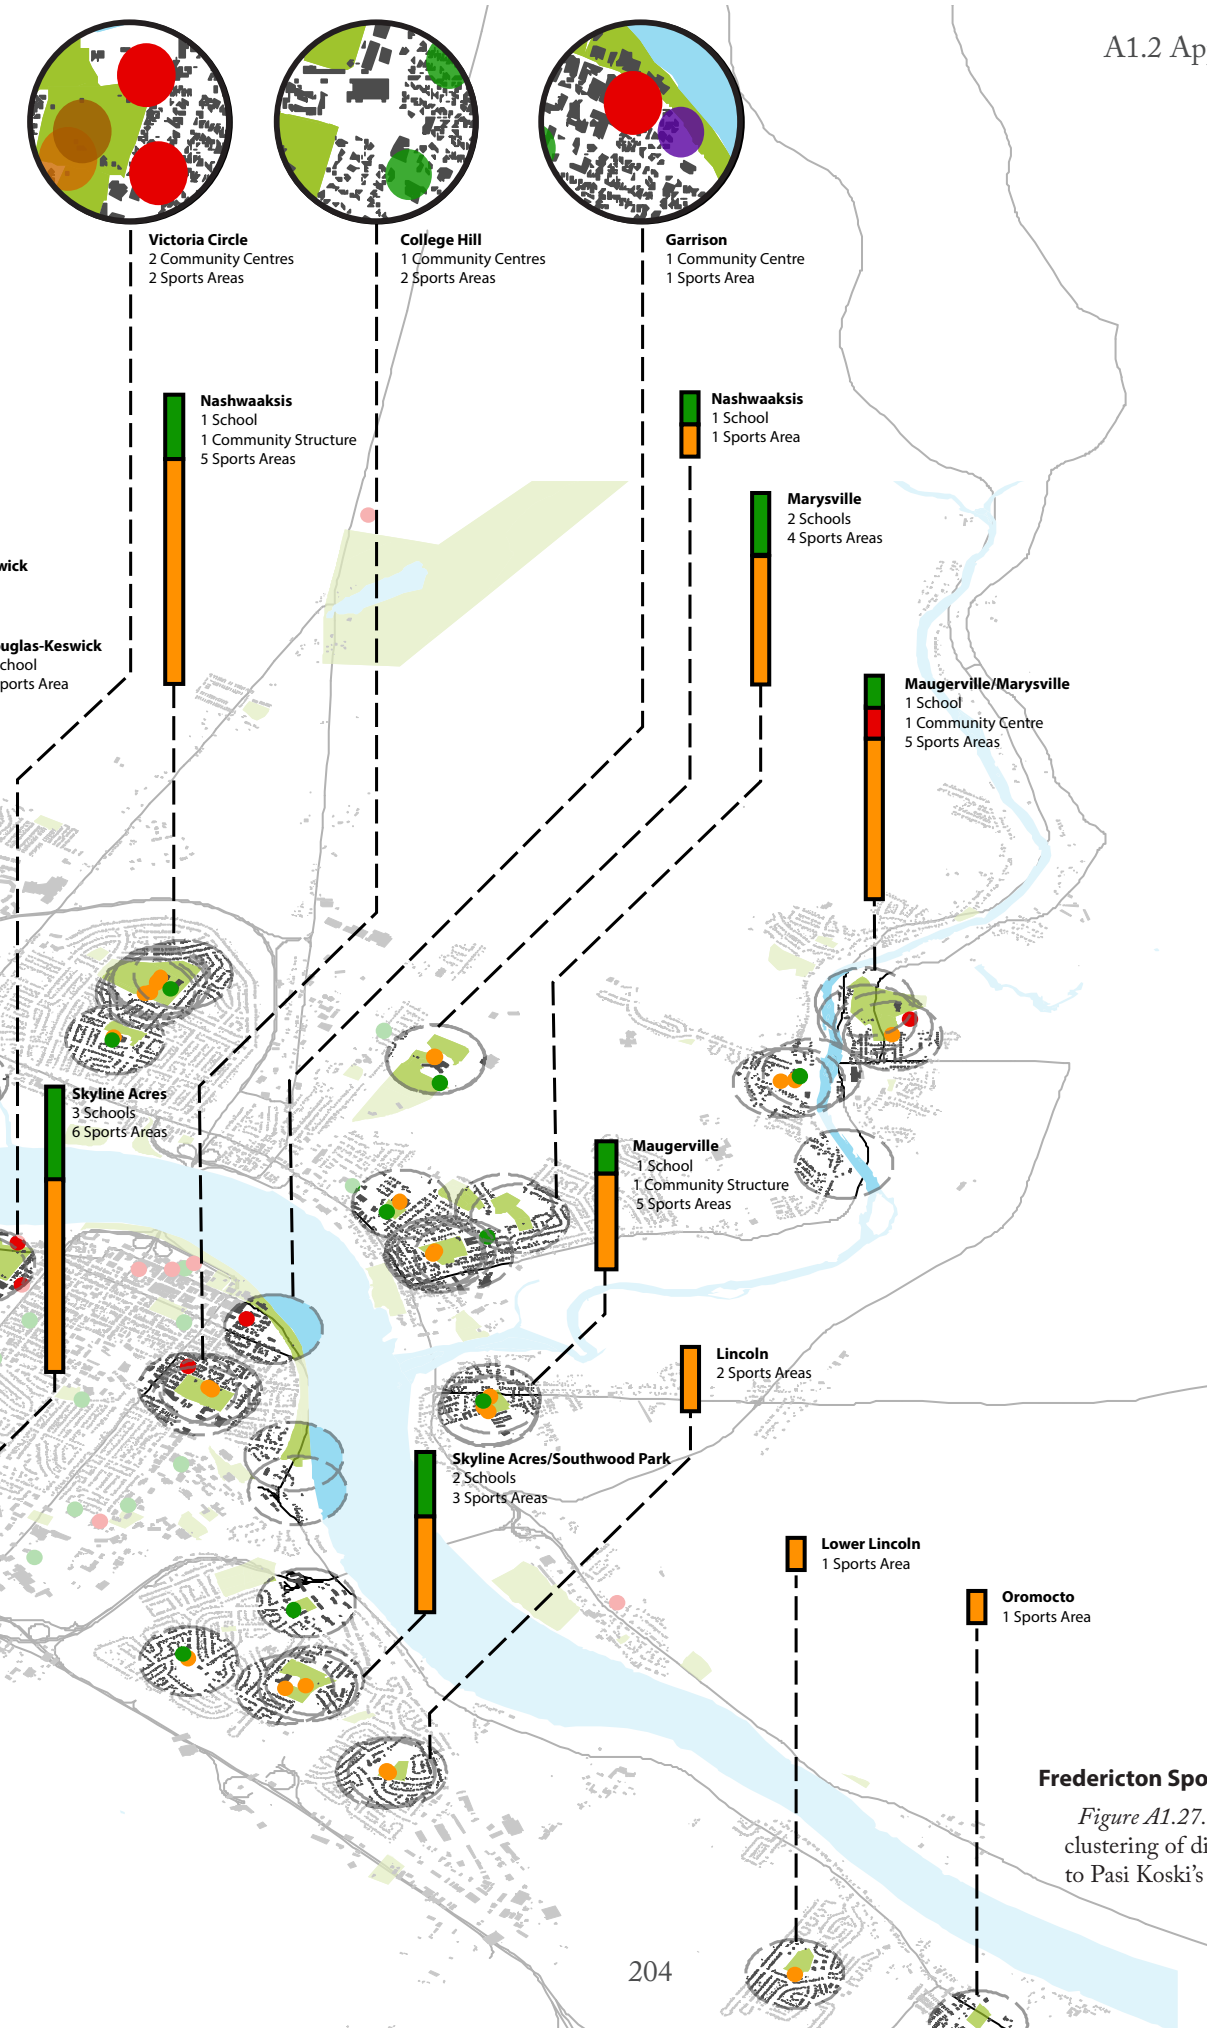 A1.2 Ap
Victoria Circle
2 Community Centres
2 Sports Areas
College Hill
1 Community Centres
2 Sports Areas
Garrison
1 Community Centre
1 Sports Area
Nashwaaksis
1 School
1 Community Structure
5 Sports Areas
Nashwaaksis
1 School
1 Sports Area
Marysville
2 Schools
4 Sports Areas
wick
uglas-Keswick
chool
ports Area
Maugerville/Marysville
1 School
1 Community Centre
5 Sports Areas
Skyline Acres
3 Schools
6 Sports Areas
Maugerville
1 School
1 Community Structure
5 Sports Areas
Lincoln
2 Sports Areas
Skyline Acres/Southwood Park
2 Schools
3 Sports Areas
Lower Lincoln
1 Sports Area
Oromocto
1 Sports Area
Fredericton Spo
Figure A1.27.
clustering of di
to Pasi Koski's
204